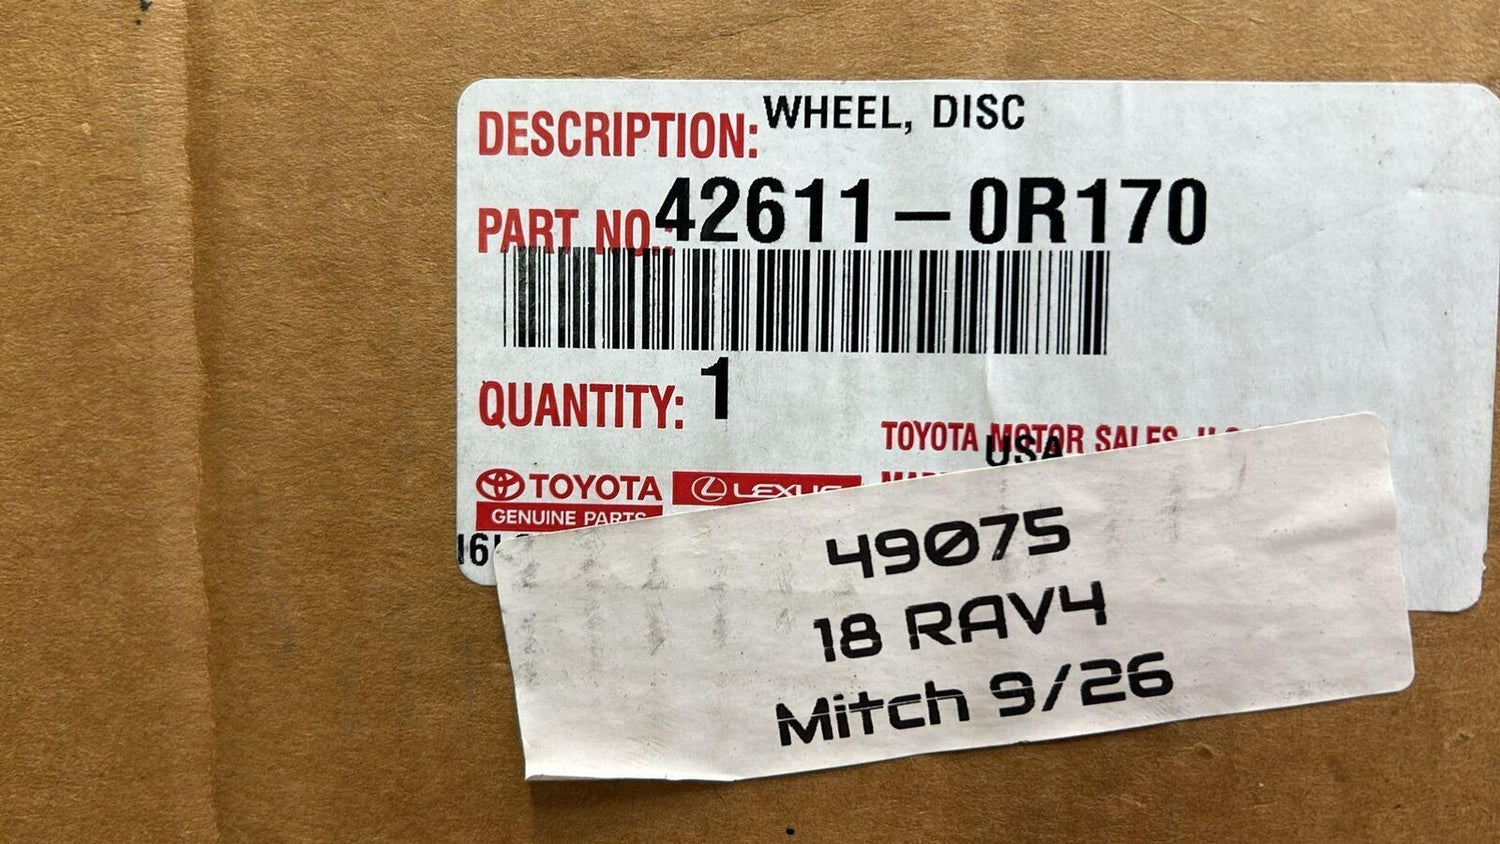 DESCRIPTION: WHEEL, DISC
PART NO.: 42611-0R170
QUANTITY: 1
TOYOTA MOTOR SALES,
USA
TOYOTA LEXUS
GENUINE PARTS
49075
18 RAV4
Mitch 9/26